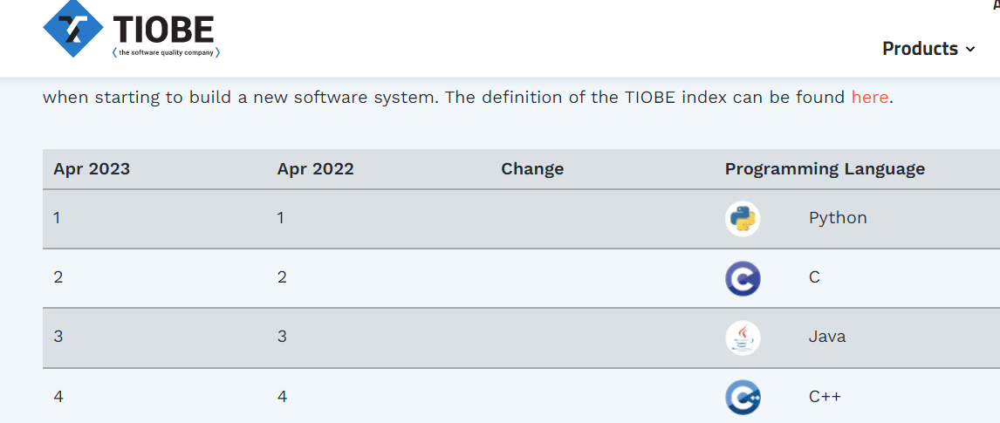 TIOBE
(the software quality company)
Products
when starting to build a new software system. The definition of the TIOBE index can be found here.
Apr 2023 Apr 2022 Change Programming Language
1 1 Python
2 2 C
3 3 Java
4 4 C++